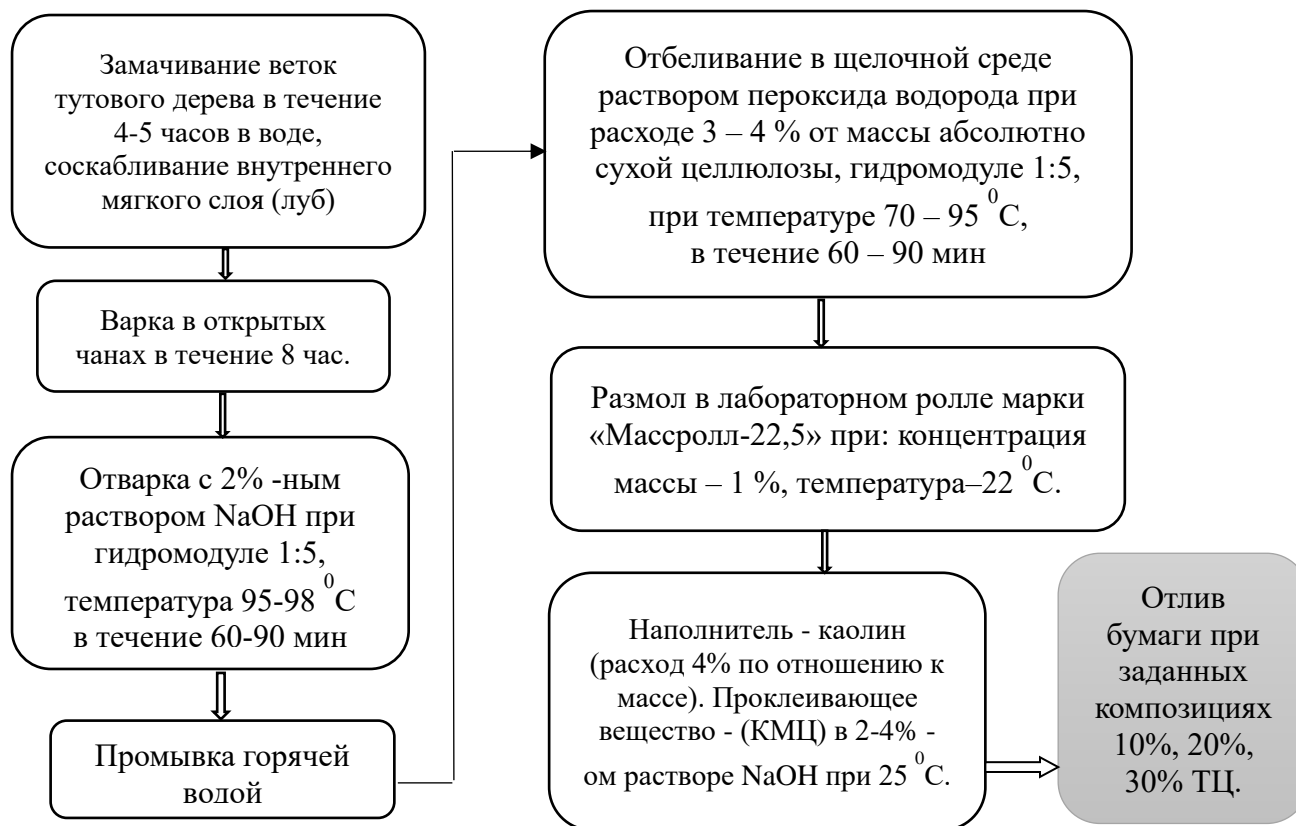 Замачивание веток
тутового дерева в течение
4-5 часов в воде,
соскабливание внутреннего
мягкого слоя (луб)
Варка в открытых
чанах в течение 8 час.
Отварка с 2% -ным
раствором NaOH при
гидромодуле 1:5,
температура 95-98 ⁰С
в течение 60-90 мин
Промывка горячей
водой
Отбеливание в щелочной среде
раствором пероксида водорода при
расходе 3 – 4 % от массы абсолютно
сухой целлюлозы, гидромодуле 1:5,
при температуре 70 – 95 ⁰С,
в течение 60 – 90 мин
Размол в лабораторном ролле марки
«Массролл-22,5» при: концентрация
массы – 1 %, температура–22 ⁰С.
Наполнитель - каолин
(расход 4% по отношению к
массе). Проклеивающее
вещество - (КМЦ) в 2-4% -
ом растворе NaOH при 25 ⁰С.
Отлив
бумаги при
заданных
композициях
10%, 20%,
30% ТЦ.